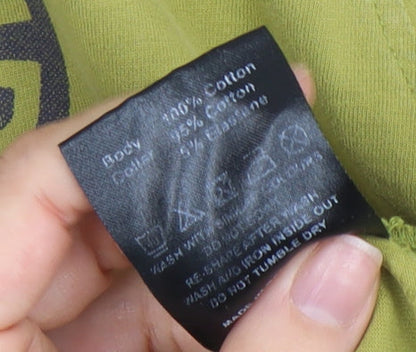 Body 100% Cotton
Collar 95% Cotton
5% Elastane
WASH WITH SIMILAR COLOURS
DO NOT
RE-SHAPE AFTER WASH
WASH AND IRON INSIDE OUT
DO NOT TUMBLE DRY
MADE